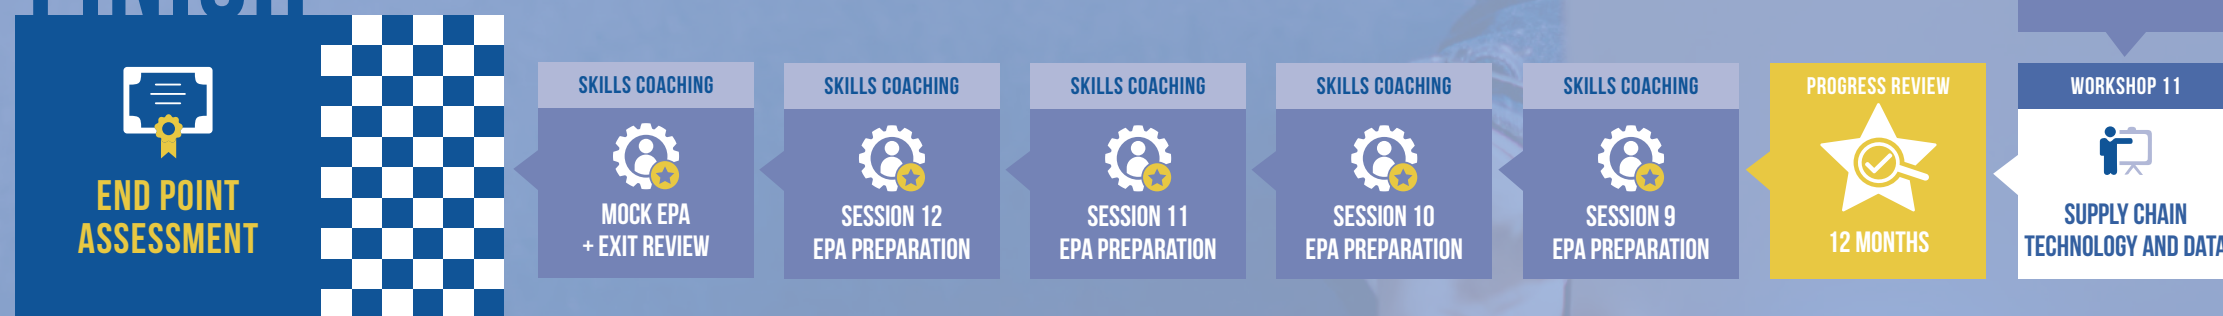 FINISH
END POINT
ASSESSMENT
SKILLS COACHING
MOCK EPA
+ EXIT REVIEW
SKILLS COACHING
SESSION 12
EPA PREPARATION
SKILLS COACHING
SESSION 11
EPA PREPARATION
SKILLS COACHING
SESSION 10
EPA PREPARATION
SKILLS COACHING
SESSION 9
EPA PREPARATION
PROGRESS REVIEW
12 MONTHS
WORKSHOP 11
SUPPLY CHAIN
TECHNOLOGY AND DATA